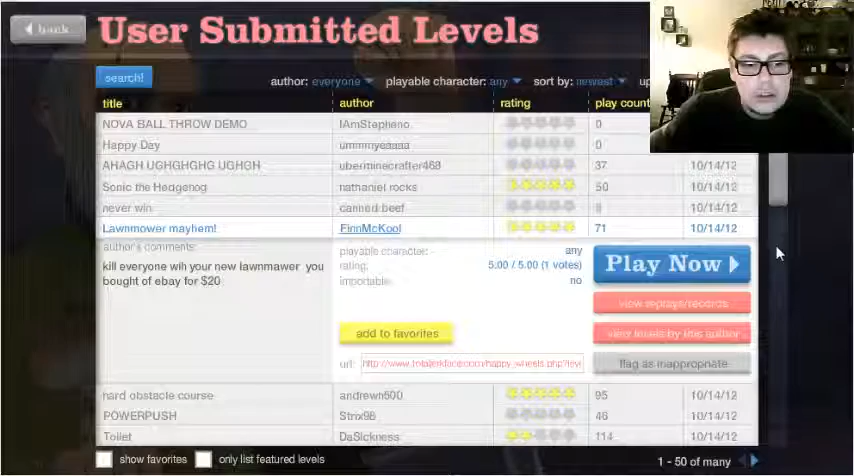 back User Submitted Levels
search! author: everyone playable character: any sort by: newest up
title author rating play count
NOVA BALL THROW DEMO IAmStepheno 0
Happy Day ummmyeaaaa 0
AHAGH UGHGHGHG UGHGH uberminecrafter468 37 10/14/12
Sonic the Hedgehog nathaniel rocks 50 10/14/12
never win canned beef 8 10/14/12
Lawnmower mayhem! FinnMcKool 71 10/14/12
author's comments:
kill everyone wih your new lawnmawer you
bought of ebay for $20
playable character: any
rating: 5.00 / 5.00 (1 votes)
importable: no
Play Now
view replays/records
add to favorites view levels by this author
url: http://www.totaljerkface.com/happy_wheels.php?level flag as inappropriate
hard obstacle course andrewh500 95 10/14/12
POWERPUSH Strix98 46 10/14/12
Toilet DaSickness 114 10/14/12
show favorites only list featured levels 1 - 50 of many